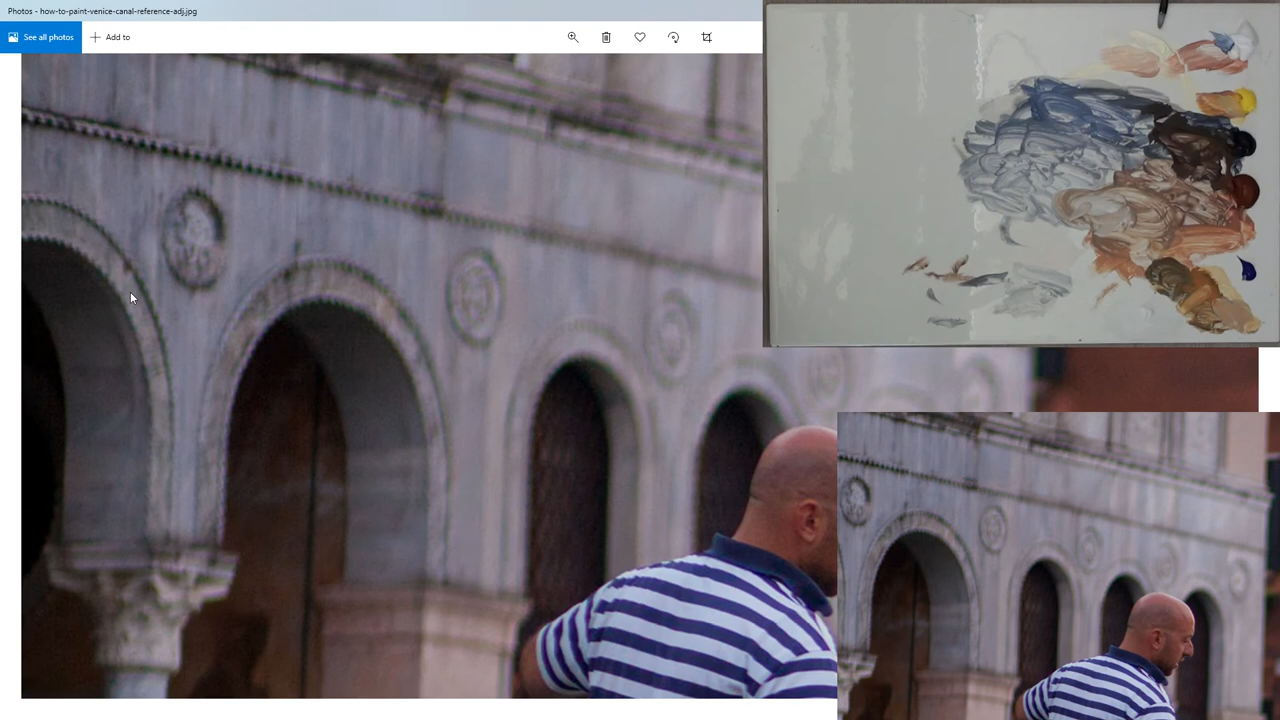 Photos - how-to-paint-venice-canal-reference-adj.jpg
See all photos
Add to